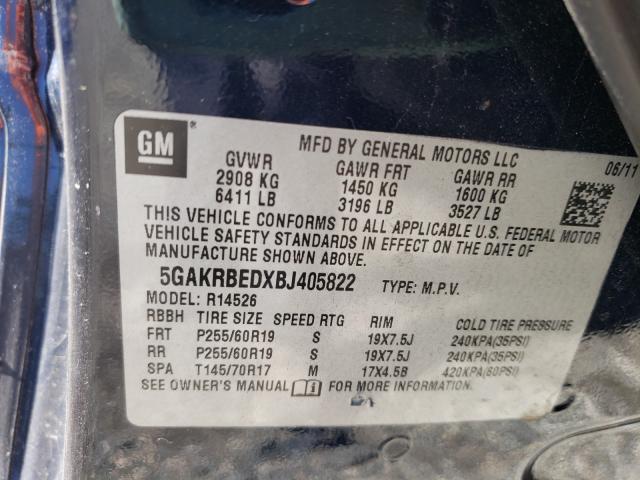 GM
MFD BY GENERAL MOTORS LLC
06/11
GVWR GAWR FRT GAWR RR
2908 KG 1450 KG 1600 KG
6411 LB 3196 LB 3527 LB
THIS VEHICLE CONFORMS TO ALL APPLICABLE U.S. FEDERAL MOTOR
VEHICLE SAFETY STANDARDS IN EFFECT ON THE DATE OF
MANUFACTURE SHOWN ABOVE.
5GAKRBEDXBJ405822 TYPE: M.P.V.
MODEL: R14526
RBBH TIRE SIZE SPEED RTG RIM COLD TIRE PRESSURE
FRT P255/60R19 S 19X7.5J 240KPA(35PSI)
RR P255/60R19 S 19X7.5J 240KPA(35PSI)
SPA T145/70R17 M 17X4.5B 420KPA(60PSI)
SEE OWNER'S MANUAL FOR MORE INFORMATION.